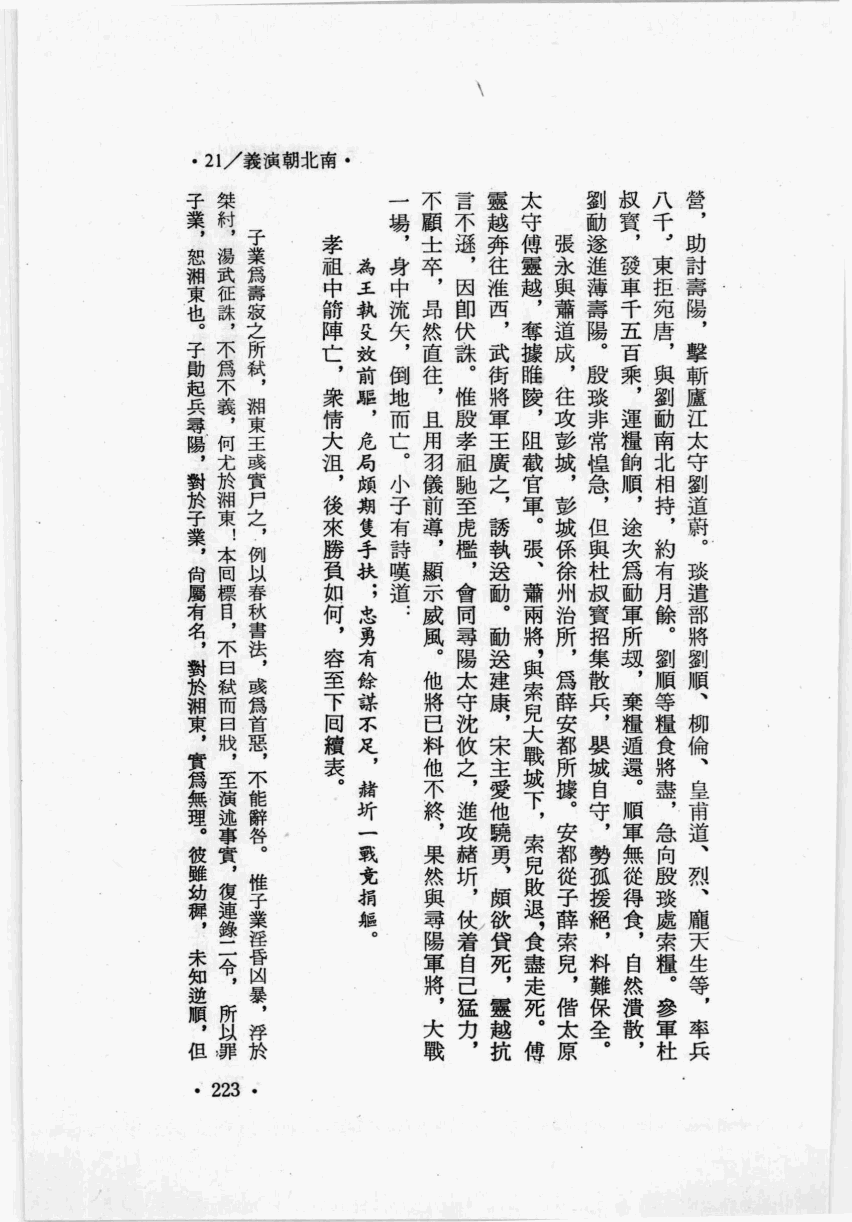 ·21／義演朝北南·
營，助討壽陽，擊斬廬江太守劉道蔚。琰遣部將劉順、柳倫、皇甫道、烈、龐天生等，率兵
八千，東拒宛唐，與劉勔南北相持，約有月餘。劉順等糧食將盡，急向殷琰處索糧。參軍杜
叔寶，發車千五百乘，運糧餉順，途次爲勔軍所刼，棄糧遁還。順軍無從得食，自然潰散，
劉勔遂進薄壽陽。殷琰非常惶急，但與杜叔寶招集散兵，嬰城自守，勢孤援絕，料難保全。
張永與蕭道成，往攻彭城，彭城係徐州治所，爲薛安都所據。安都從子薛索兒，偕太原
太守傅靈越，奪據睢陵，阻截官軍。張、蕭兩將，與索兒大戰城下，索兒敗退，食盡走死。傅
靈越奔往淮西，武街將軍王廣之，誘執送勔。勔送建康，宋主愛他驍勇，頗欲貸死，靈越抗
言不遜，因卽伏誅。惟殷孝祖馳至虎檻，會同尋陽太守沈攸之，進攻赭圻，仗着自己猛力，
不顧士卒，昂然直往，且用羽儀前導，顯示威風。他將已料他不終，果然與尋陽軍將，大戰
一場，身中流矢，倒地而亡。小子有詩嘆道：
為王執殳效前驅，危局頗期隻手扶；忠勇有餘謀不足，赭圻一戰竟捐軀。
孝祖中箭陣亡，衆情大沮，後來勝負如何，容至下回續表。
子業爲壽寂之所弒，湘東王彧實尸之，例以春秋書法，彧爲首惡，不能辭咎。惟子業淫昏凶暴，浮於
桀紂，湯武征誅，不爲不義，何尤於湘東！本回標目，不曰弒而曰戕，至演述事實，復連錄二令，所以罪
子業，恕湘東也。子勛起兵尋陽，對於子業，尙屬有名，對於湘東，實爲無理。彼雖幼穉，未知逆順，但
·223·